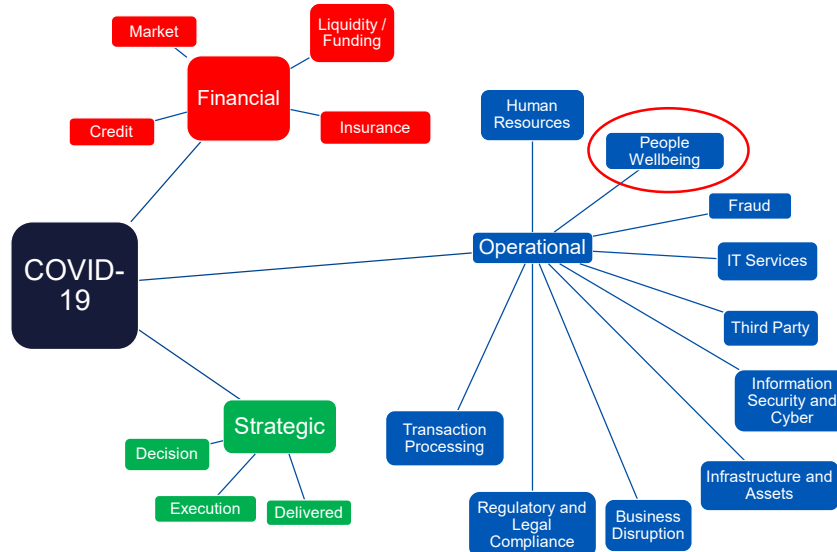 Market
Liquidity /
Funding
Financial
Credit
Insurance
Human
Resources
People
Wellbeing
Fraud
Operational
IT Services
COVID-
19
Third Party
Information
Security and
Cyber
Strategic
Transaction
Processing
Decision
Infrastructure and
Assets
Execution
Delivered
Regulatory and
Legal
Compliance
Business
Disruption